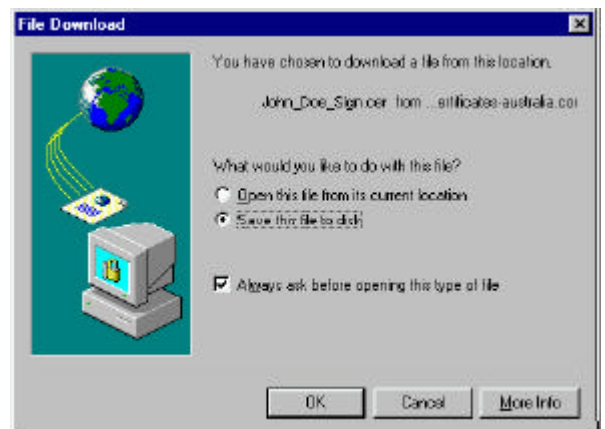 File Download
You have chosen to download a file from this location.
John_Doe_Sign.cer from ...ertificates-australia.co
What would you like to do with this file?
Open this file from its current location
Save this file to disk
Always ask before opening this type of file
OK
Cancel
More Info